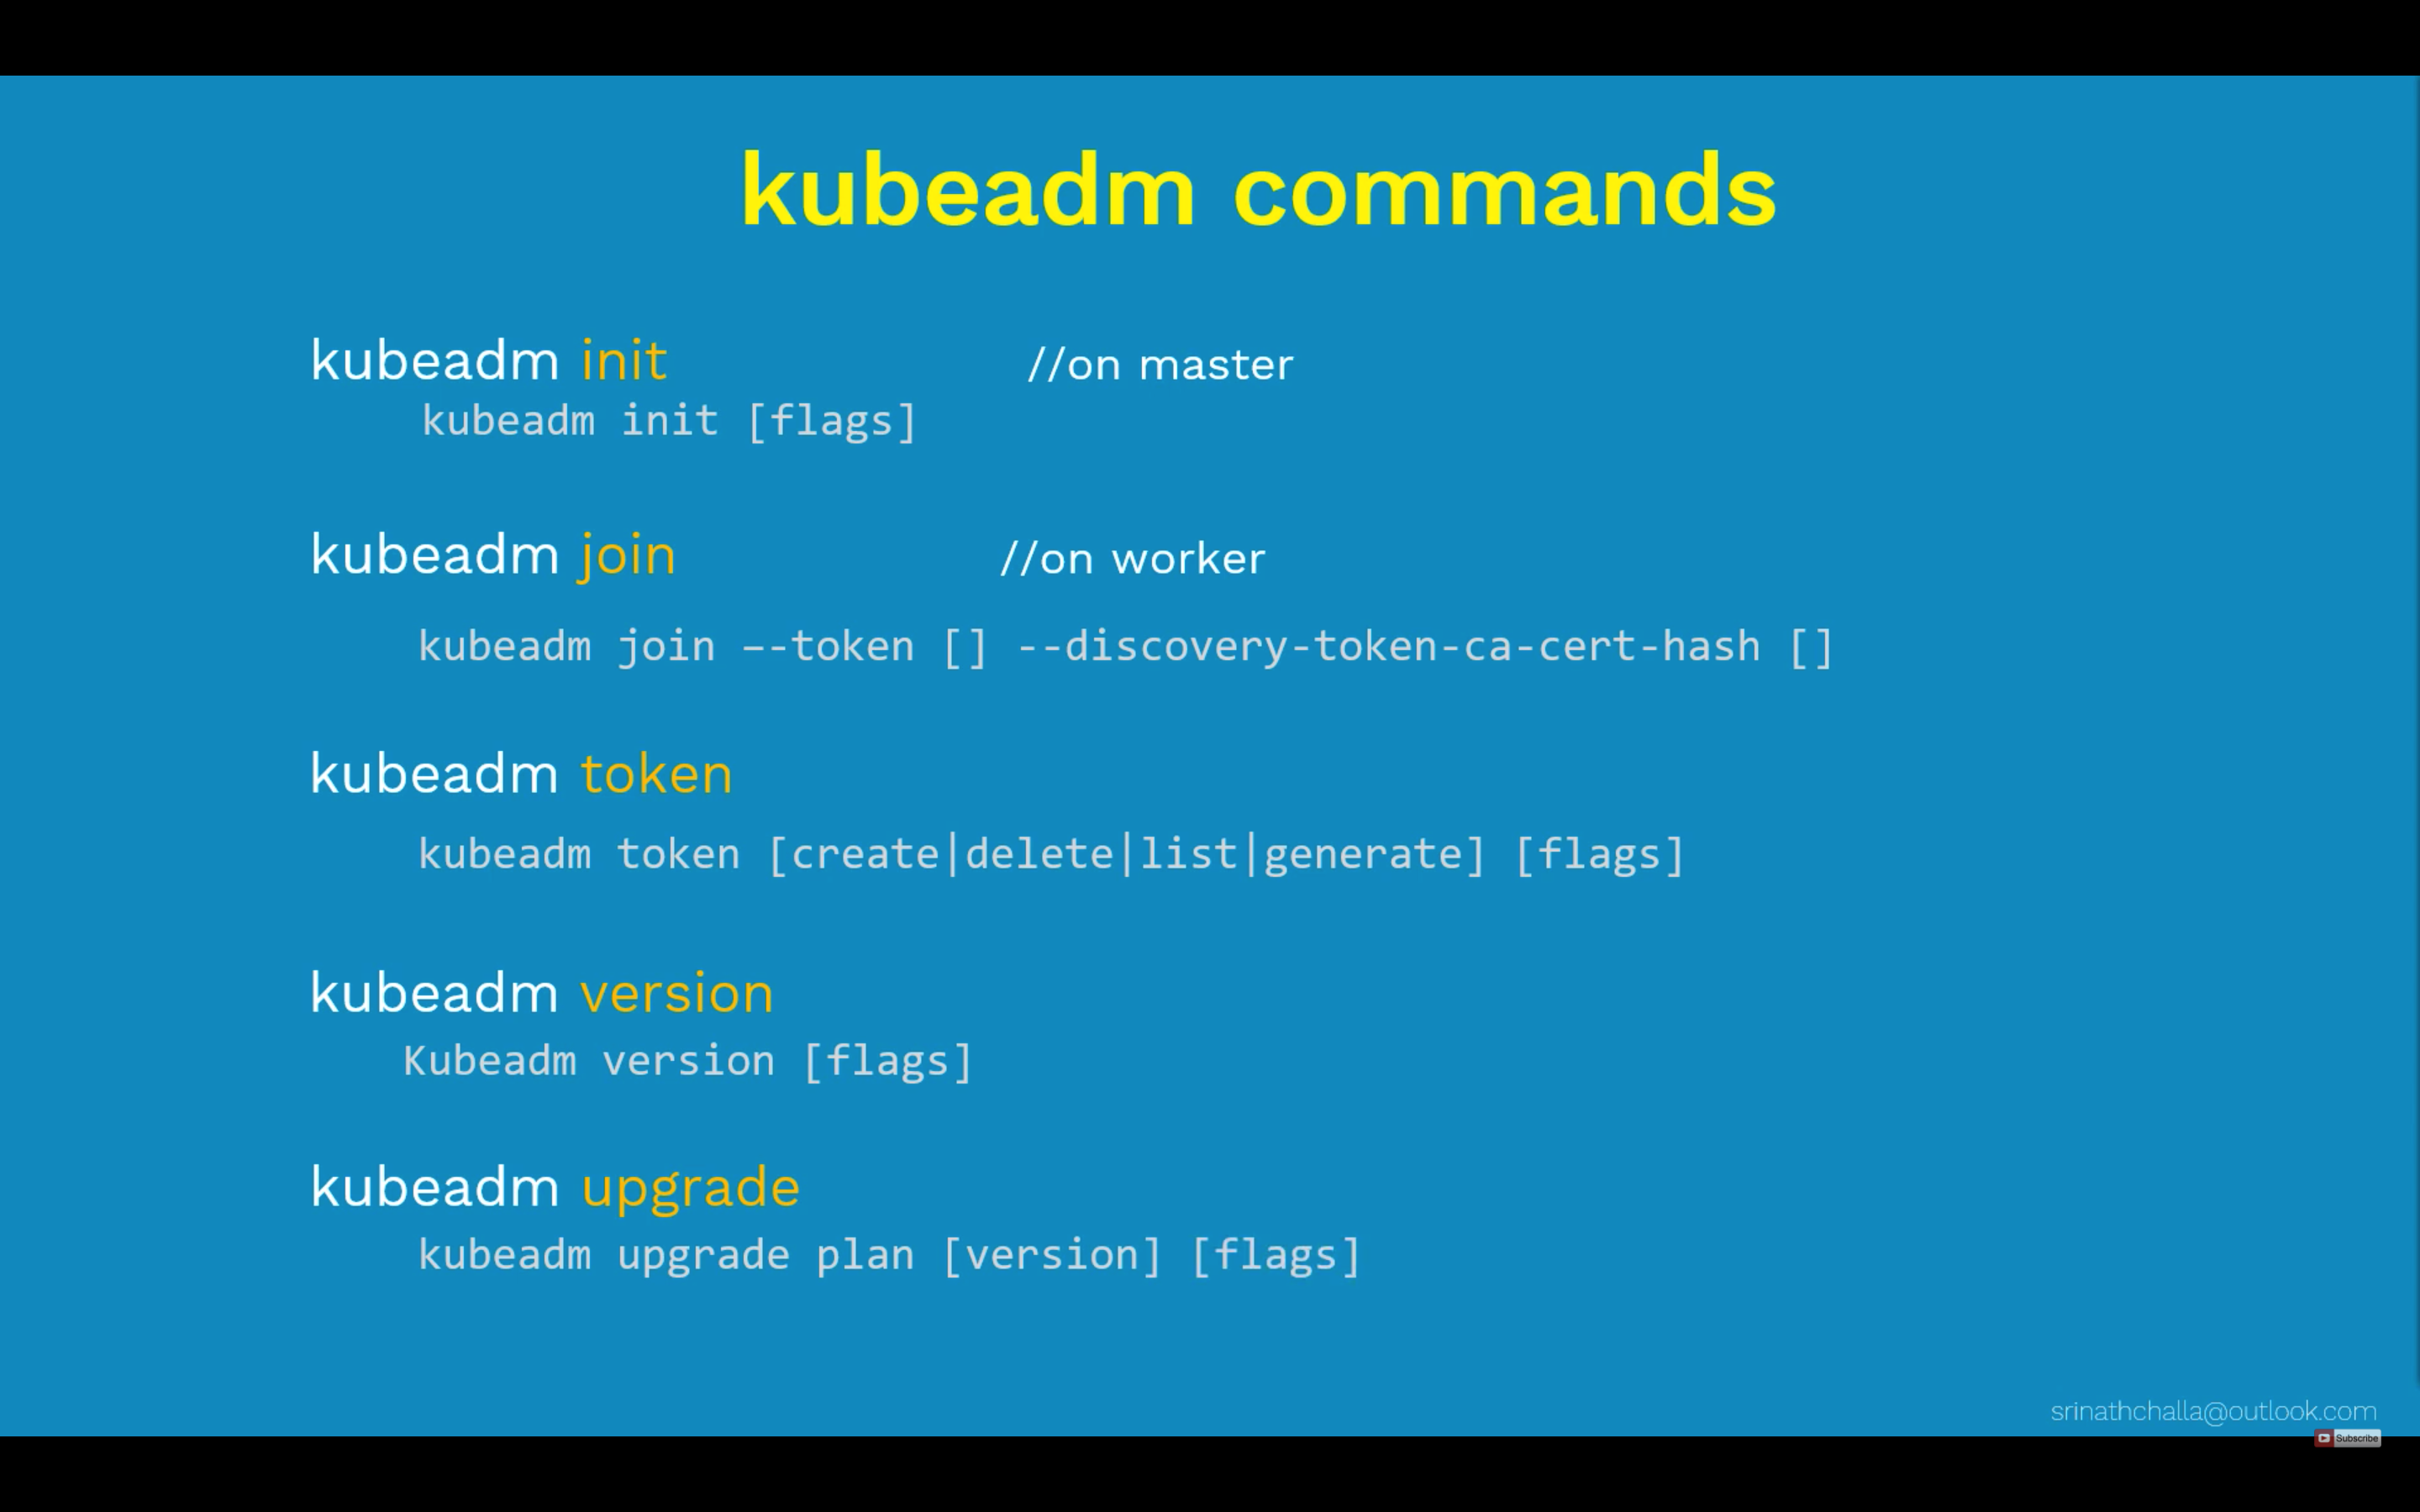 kubeadm commands
kubeadm init //on master
kubeadm init [flags]
kubeadm join //on worker
kubeadm join –-token [] --discovery-token-ca-cert-hash []
kubeadm token
kubeadm token [create|delete|list|generate] [flags]
kubeadm version
Kubeadm version [flags]
kubeadm upgrade
kubeadm upgrade plan [version] [flags]
srinathchalla@outlook.com
Subscribe